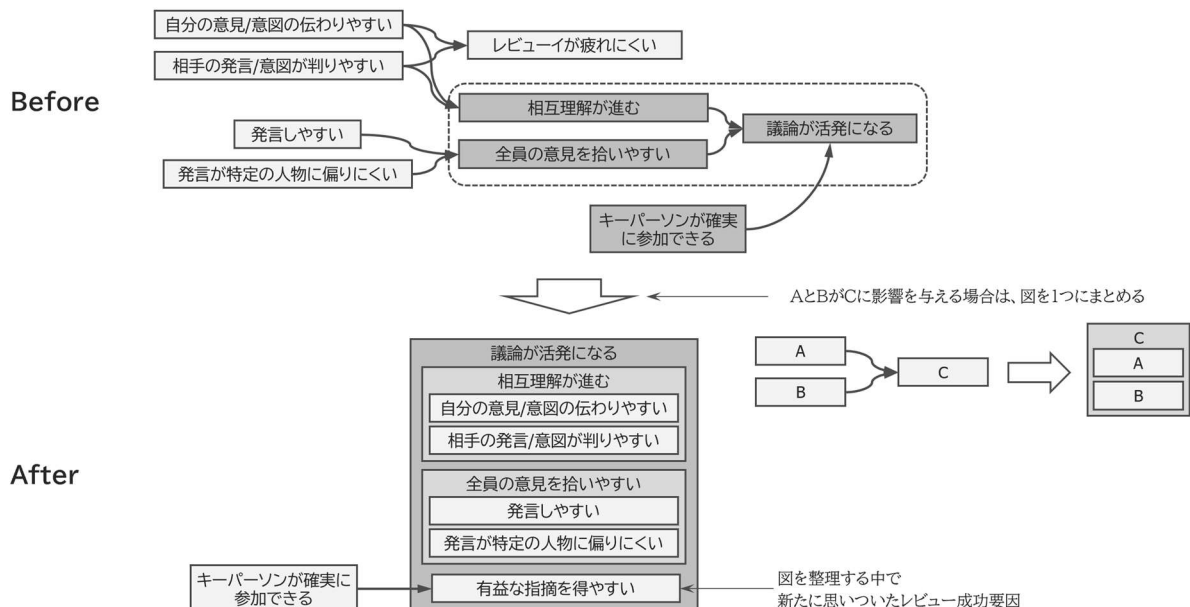 自分の意見/意図の伝わりやすい
レビューイが疲れにくい
相手の発言/意図が判りやすい
Before
相互理解が進む
議論が活発になる
発言しやすい
全員の意見を拾いやすい
発言が特定の人物に偏りにくい
キーパーソンが確実
に参加できる
AとBがCに影響を与える場合は、図を1つにまとめる
議論が活発になる
相互理解が進む
自分の意見/意図の伝わりやすい
相手の発言/意図が判りやすい
A
B
C
C
A
B
After
全員の意見を拾いやすい
発言しやすい
発言が特定の人物に偏りにくい
キーパーソンが確実に
参加できる
有益な指摘を得やすい
図を整理する中で
新たに思いついたレビュー成功要因